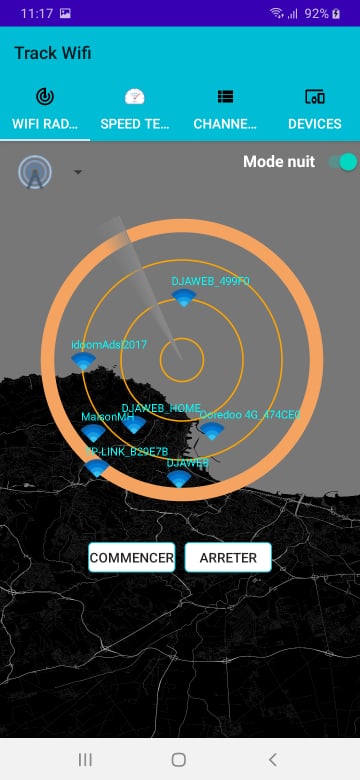 11:17
92%
Track Wifi
WIFI RAD...
SPEED TE...
CHANNE...
DEVICES
Mode nuit
DJAWEB_499F0
idoomAdsl2017
DJAWEB_HOME
MaisonMH
Ooredoo 4G_474CE0
TP-LINK_B29E7B
DJAWEB
COMMENCER
ARRETER